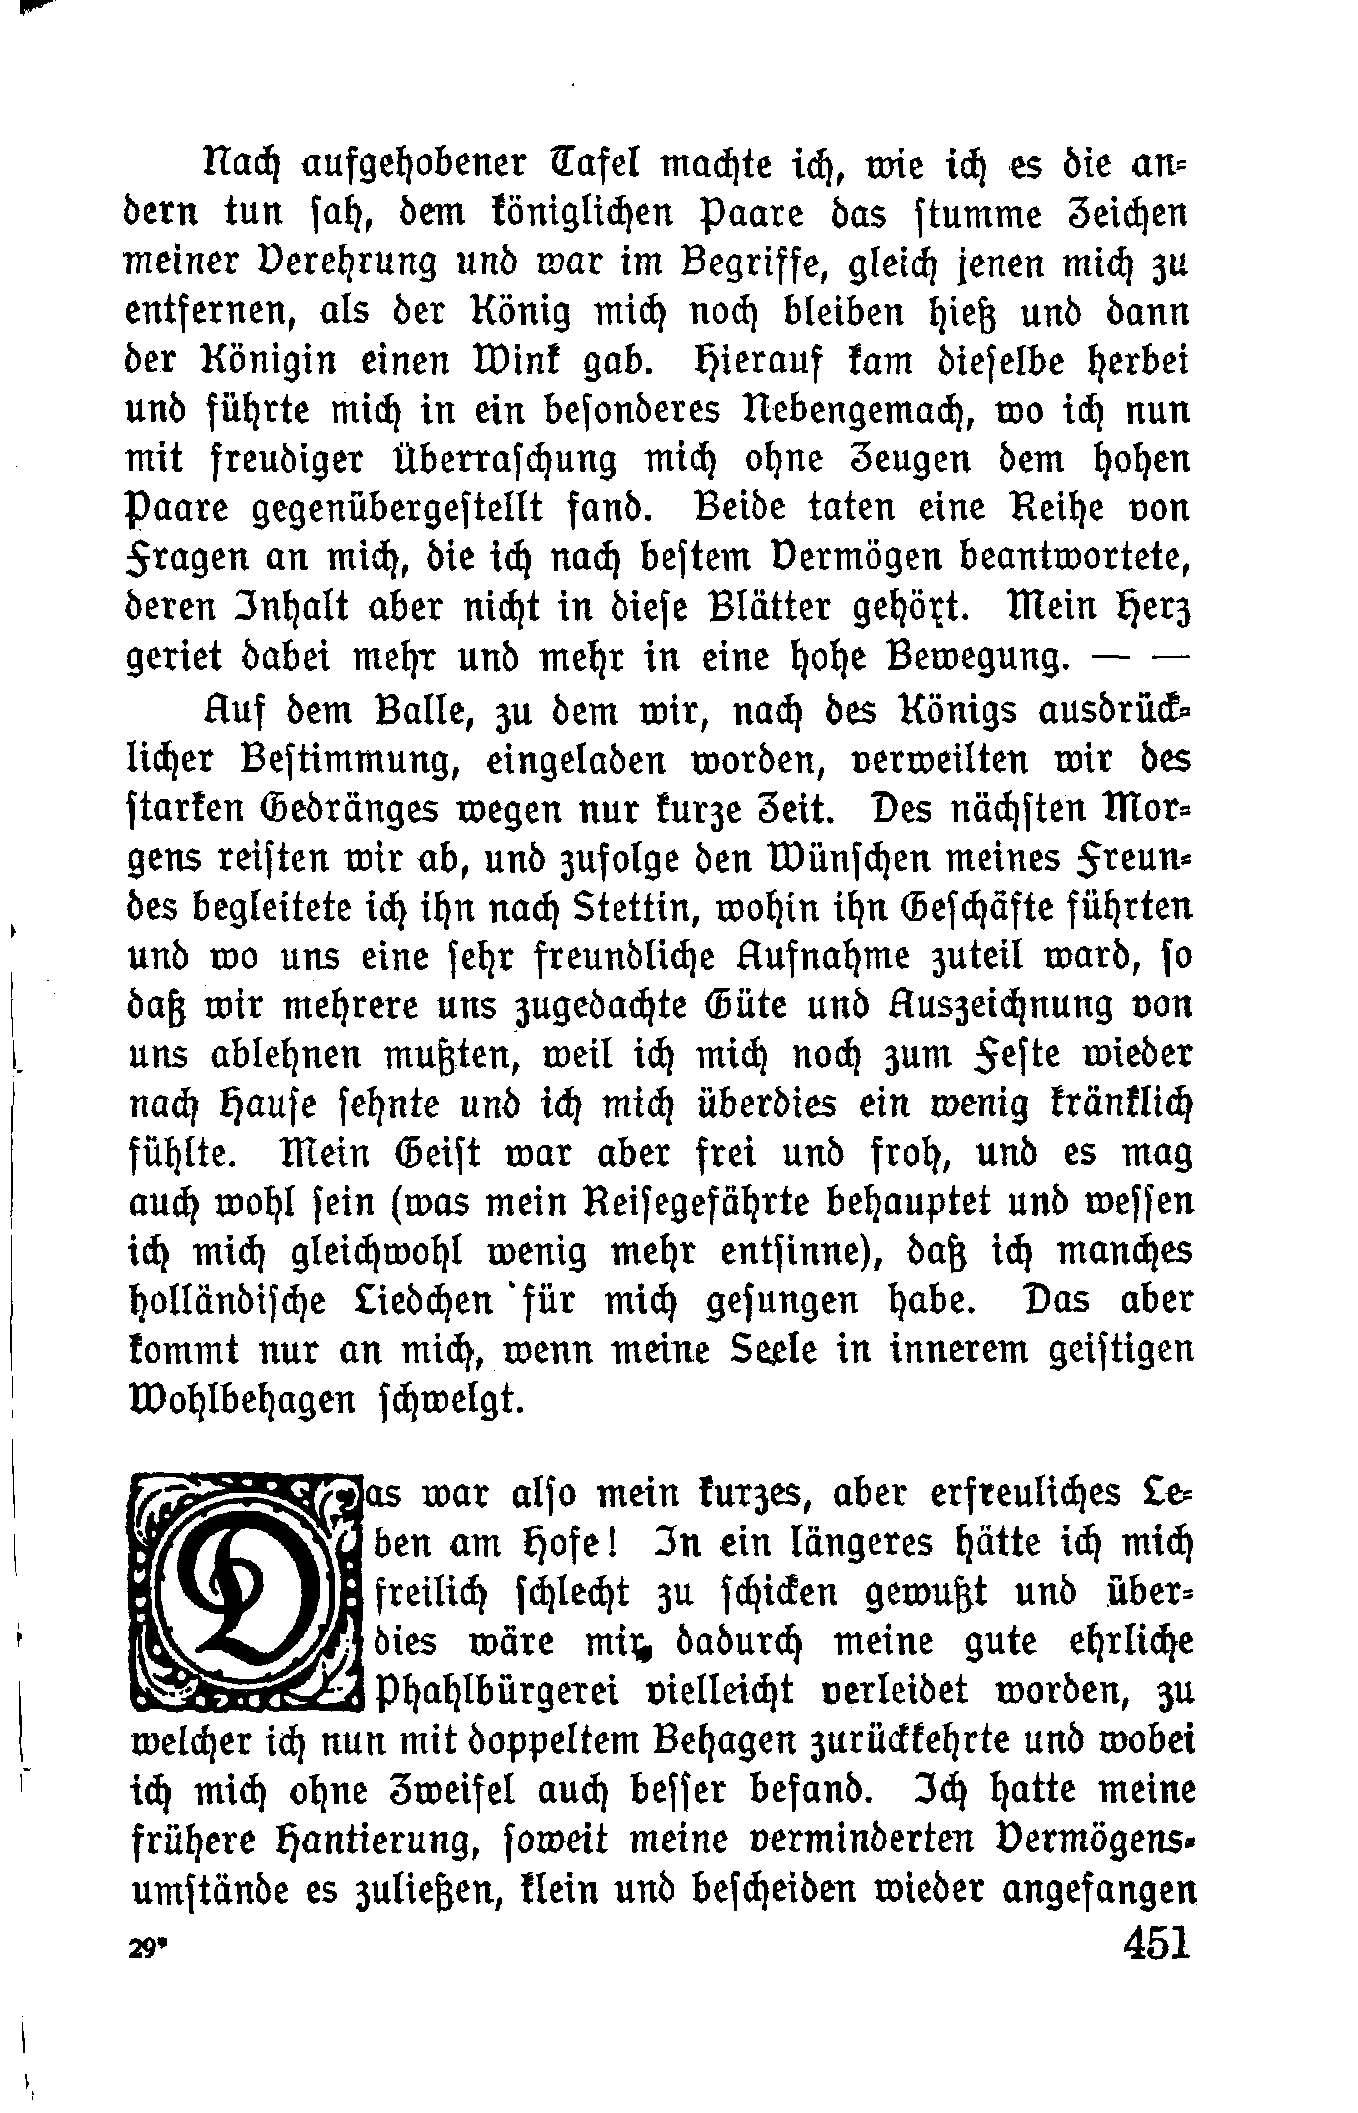 Nach aufgehobener Tafel machte ich, wie ich es die an-
dern tun sah, dem königlichen Paare das stumme Zeichen
meiner Verehrung und war im Begriffe, gleich jenen mich zu
entfernen, als der König mich noch bleiben hieß und dann
der Königin einen Wink gab. Hierauf kam dieselbe herbei
und führte mich in ein besonderes Nebengemach, wo ich nun
mit freudiger Überraschung mich ohne Zeugen dem hohen
Paare gegenübergestellt fand. Beide taten eine Reihe von
Fragen an mich, die ich nach bestem Vermögen beantwortete,
deren Inhalt aber nicht in diese Blätter gehört. Mein Herz
geriet dabei mehr und mehr in eine hohe Bewegung. — —
Auf dem Balle, zu dem wir, nach des Königs ausdrück-
licher Bestimmung, eingeladen worden, verweilten wir des
starken Gedränges wegen nur kurze Zeit. Des nächsten Mor-
gens reisten wir ab, und zufolge den Wünschen meines Freun-
des begleitete ich ihn nach Stettin, wohin ihn Geschäfte führten
und wo uns eine sehr freundliche Aufnahme zuteil ward, so
daß wir mehrere uns zugedachte Güte und Auszeichnung von
uns ablehnen mußten, weil ich mich noch zum Feste wieder
nach Hause sehnte und ich mich überdies ein wenig kränklich
fühlte. Mein Geist war aber frei und froh, und es mag
auch wohl sein (was mein Reisegefährte behauptet und wessen
ich mich gleichwohl wenig mehr entsinne), daß ich manches
holländische Liedchen für mich gesungen habe. Das aber
kommt nur an mich, wenn meine Seele in innerem geistigen
Wohlbehagen schwelgt.
Das war also mein kurzes, aber erfreuliches Le-
ben am Hofe! In ein längeres hätte ich mich
freilich schlecht zu schicken gewußt und über-
dies wäre mir dadurch meine gute ehrliche
Phahlbürgerei vielleicht verleidet worden, zu
welcher ich nun mit doppeltem Behagen zurückkehrte und wobei
ich mich ohne Zweifel auch besser befand. Ich hatte meine
frühere Hantierung, soweit meine verminderten Vermögens-
umstände es zuließen, klein und bescheiden wieder angefangen
29* 451